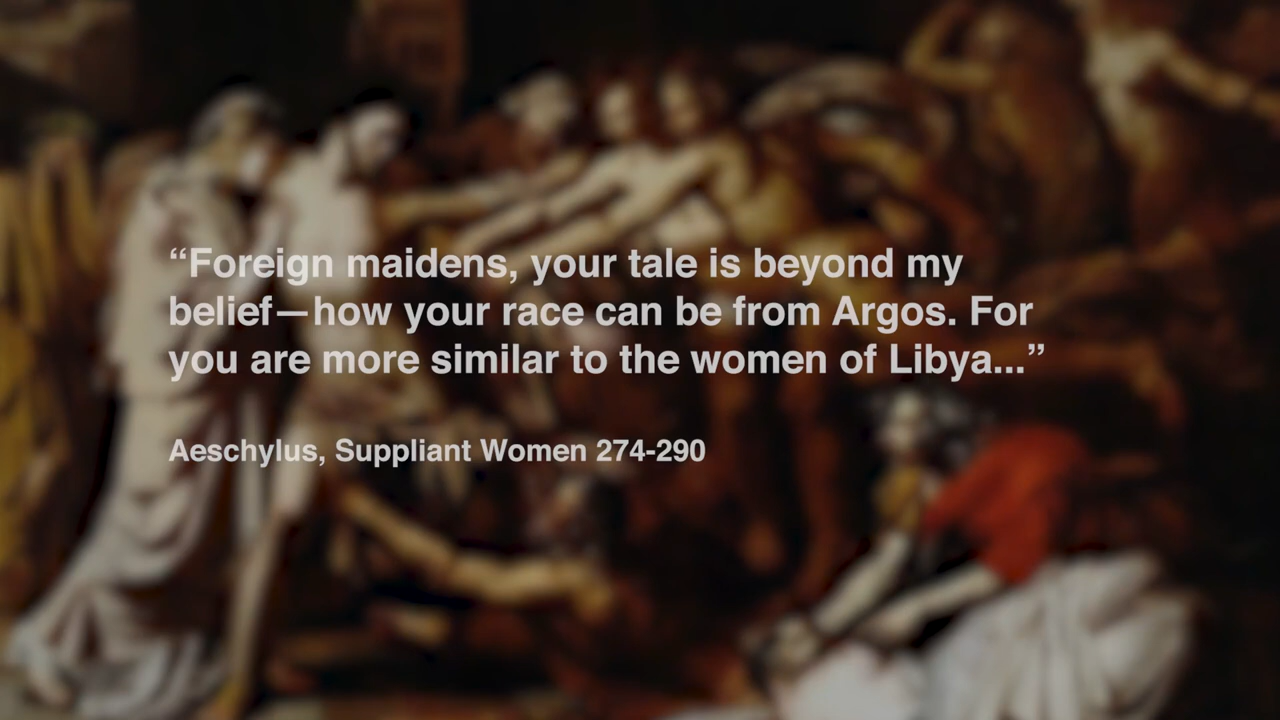 “Foreign maidens, your tale is beyond my
belief—how your race can be from Argos. For
you are more similar to the women of Libya...”
Aeschylus, Suppliant Women 274-290